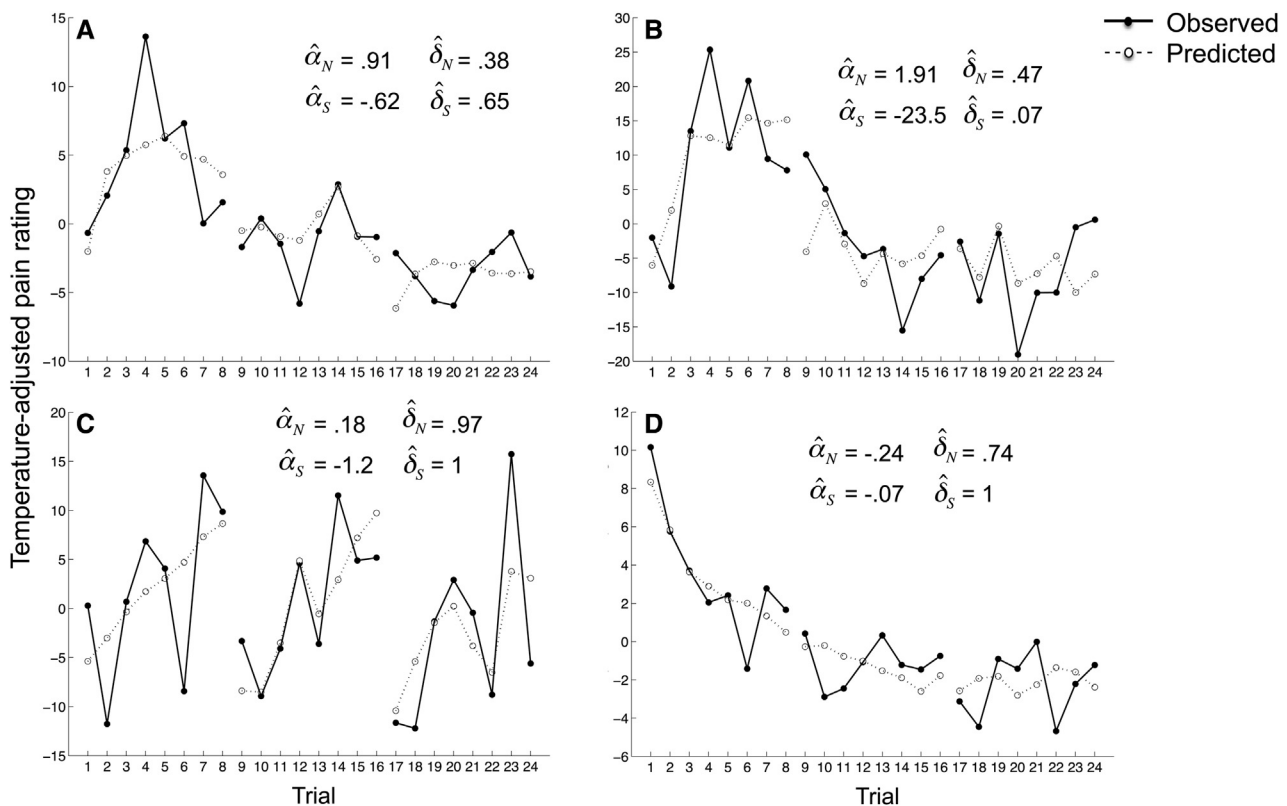 Observed
Predicted
Temperature-adjusted pain rating
A
α̂N = .91 δ̂N = .38
α̂S = -.62 δ̂S = .65
15
10
5
0
−5
−10
1 2 3 4 5 6 7 8 9 10 11 12 13 14 15 16 17 18 19 20 21 22 23 24
B
α̂N = 1.91 δ̂N = .47
α̂S = -23.5 δ̂S = .07
30
25
20
15
10
5
0
−5
−10
−15
−20
1 2 3 4 5 6 7 8 9 10 11 12 13 14 15 16 17 18 19 20 21 22 23 24
C
α̂N = .18 δ̂N = .97
α̂S = -1.2 δ̂S = 1
20
15
10
5
0
−5
−10
−15
1 2 3 4 5 6 7 8 9 10 11 12 13 14 15 16 17 18 19 20 21 22 23 24
Trial
D
α̂N = -.24 δ̂N = .74
α̂S = -.07 δ̂S = 1
12
10
8
6
4
2
0
−2
−4
−6
1 2 3 4 5 6 7 8 9 10 11 12 13 14 15 16 17 18 19 20 21 22 23 24
Trial